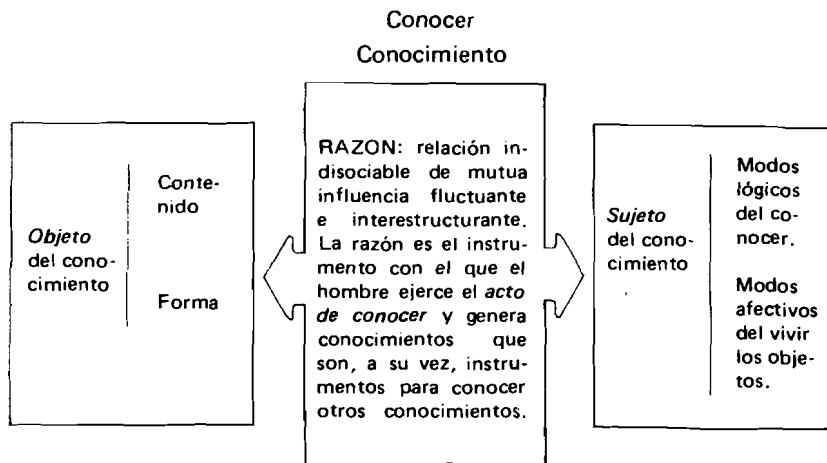 Conocer
Conocimiento
Objeto
del cono-
cimiento
Conte-
nido
Forma
RAZON: relación in-
disociable de mutua
influencia fluctuante
e interestructurante.
La razón es el instru-
mento con el que el
hombre ejerce el acto
de conocer y genera
conocimientos que
son, a su vez, instru-
mentos para conocer
otros conocimientos.
Sujeto
del cono-
cimiento
Modos
lógicos
del co-
nocer.
Modos
afectivos
del vivir
los obje-
tos.